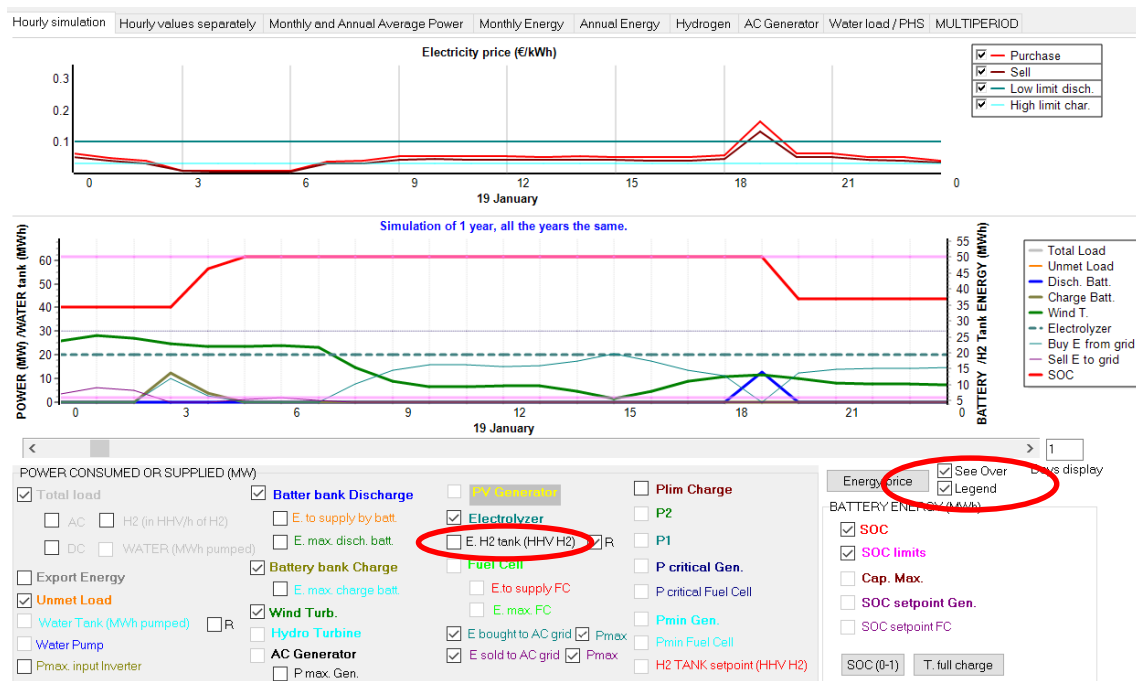 Hourly simulation Hourly values separately Monthly and Annual Average Power Monthly Energy Annual Energy Hydrogen AC Generator Water load / PHS MULTIPERIOD
Electricity price (€/kWh)
Purchase
Sell
Low limit disch.
High limit char.
0.3
0.2
0.1
0 3 6 9 12 15 18 21 0
19 January
Simulation of 1 year, all the years the same.
POWER (MW) /WATER tank (MWh)
60
50
40
30
20
10
0
BATTERY /H2 Tank ENERGY (MWh)
55
50
45
40
35
30
25
20
15
10
5
Total Load
Unmet Load
Disch. Batt.
Charge Batt.
Wind T.
Electrolyzer
Buy E from grid
Sell E to grid
SOC
0 3 6 9 12 15 18 21 0
19 January
1
Days display
POWER CONSUMED OR SUPPLIED (MW)
Total load
AC H2 (in HHV/h of H2)
DC WATER (MWh pumped)
Export Energy
Unmet Load
Water Tank (MWh pumped) R
Water Pump
Pmax. input Inverter
Batter bank Discharge
E. to supply by batt.
E. max. disch. batt.
Battery bank Charge
E. max. charge batt.
Wind Turb.
Hydro Turbine
AC Generator
P max. Gen.
PV Generator
Electrolyzer
E. H2 tank (HHV H2) R
Fuel Cell
E.to supply FC
E. max. FC
E bought to AC grid Pmax
E sold to AC grid Pmax
Plim Charge
P2
P1
P critical Gen.
P critical Fuel Cell
Pmin Gen.
Pmin Fuel Cell
H2 TANK setpoint (HHV H2)
Energy price
See Over
Legend
BATTERY ENERGY (MWh)
SOC
SOC limits
Cap. Max.
SOC setpoint Gen.
SOC setpoint FC
SOC (0-1) T. full charge